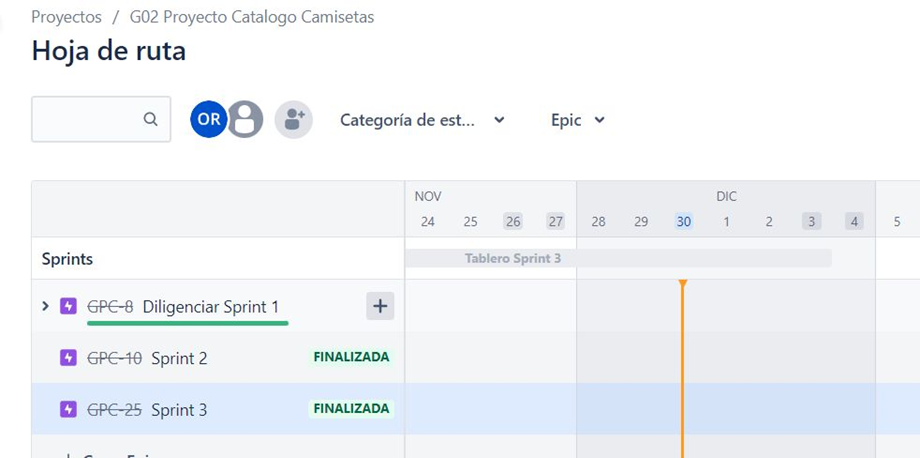 Proyectos / G02 Proyecto Catalogo Camisetas
Hoja de ruta
OR
Categoría de est...
Epic
NOV
DIC
24 25 26 27 28 29 30 1 2 3 4 5
Sprints
Tablero Sprint 3
GPC-8 Diligenciar Sprint 1
GPC-10 Sprint 2 FINALIZADA
GPC-25 Sprint 3 FINALIZADA